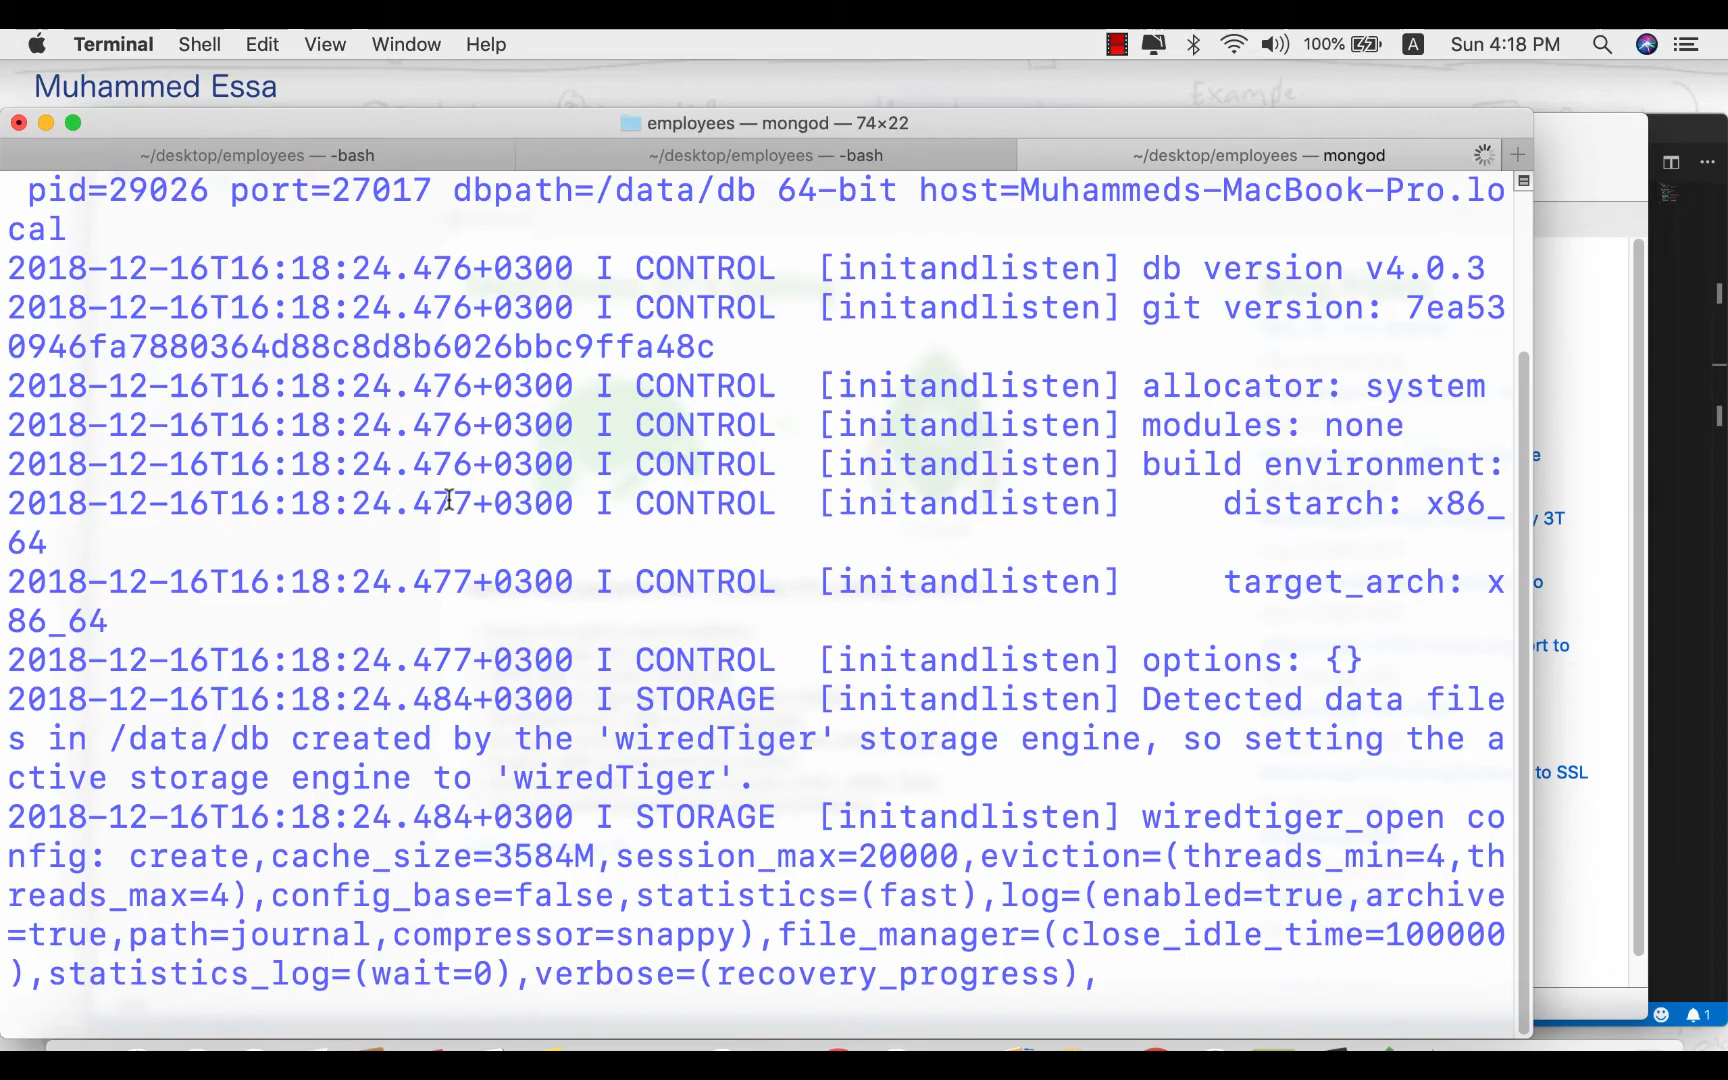 Terminal Shell Edit View Window Help 100% A Sun 4:18 PM
Muhammed Essa
Example
employees — mongod — 74×22
~/desktop/employees — -bash ~/desktop/employees — -bash ~/desktop/employees — mongod
pid=29026 port=27017 dbpath=/data/db 64-bit host=Muhammeds-MacBook-Pro.lo
cal
2018-12-16T16:18:24.476+0300 I CONTROL  [initandlisten] db version v4.0.3
2018-12-16T16:18:24.476+0300 I CONTROL  [initandlisten] git version: 7ea53
0946fa7880364d88c8d8b6026bbc9ffa48c
2018-12-16T16:18:24.476+0300 I CONTROL  [initandlisten] allocator: system
2018-12-16T16:18:24.476+0300 I CONTROL  [initandlisten] modules: none
2018-12-16T16:18:24.476+0300 I CONTROL  [initandlisten] build environment:
2018-12-16T16:18:24.477+0300 I CONTROL  [initandlisten]     distarch: x86_
64
2018-12-16T16:18:24.477+0300 I CONTROL  [initandlisten]     target_arch: x
86_64
2018-12-16T16:18:24.477+0300 I CONTROL  [initandlisten] options: {}
2018-12-16T16:18:24.484+0300 I STORAGE  [initandlisten] Detected data file
s in /data/db created by the 'wiredTiger' storage engine, so setting the a
ctive storage engine to 'wiredTiger'.
2018-12-16T16:18:24.484+0300 I STORAGE  [initandlisten] wiredtiger_open co
nfig: create,cache_size=3584M,session_max=20000,eviction=(threads_min=4,th
reads_max=4),config_base=false,statistics=(fast),log=(enabled=true,archive
=true,path=journal,compressor=snappy),file_manager=(close_idle_time=100000
),statistics_log=(wait=0),verbose=(recovery_progress),
e
y 3T
o
rt to
to SSL
1